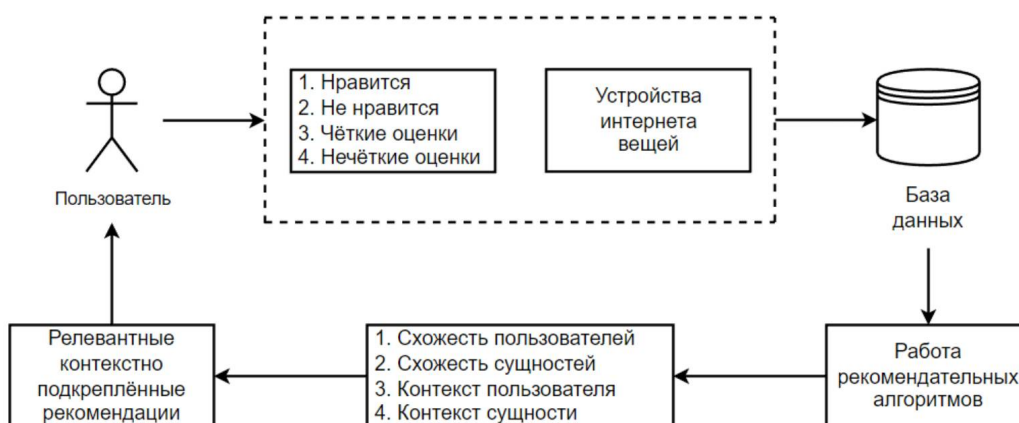 1. Нравится
2. Не нравится
3. Чёткие оценки
4. Нечёткие оценки
Устройства
интернета
вещей
Пользователь
База
данных
Релевантные
контекстно
подкреплённые
рекомендации
1. Схожесть пользователей
2. Схожесть сущностей
3. Контекст пользователя
4. Контекст сущности
Работа
рекомендательных
алгоритмов